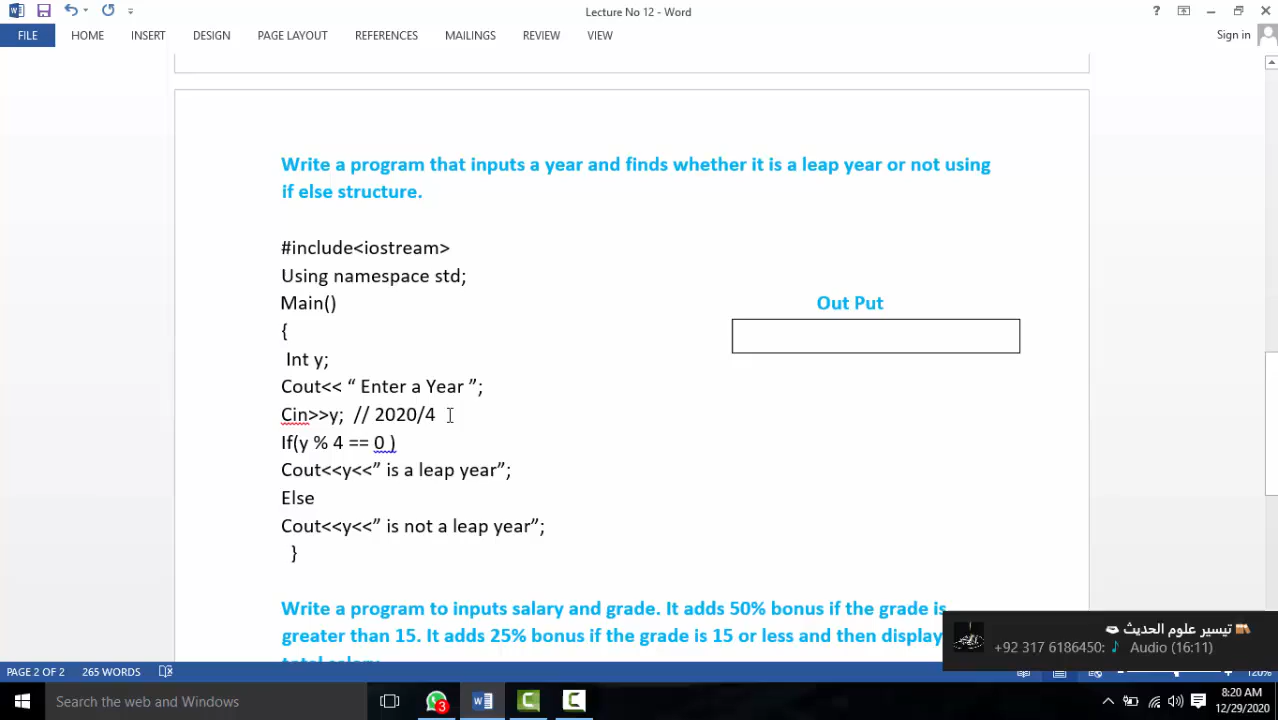 Lecture No 12 - Word
?
FILE HOME INSERT DESIGN PAGE LAYOUT REFERENCES MAILINGS REVIEW VIEW Sign in
Write a program that inputs a year and finds whether it is a leap year or not using
if else structure.
#include<iostream>
Using namespace std;
Main()
Out Put
{
Int y;
Cout<< “ Enter a Year ”;
Cin>>y; // 2020/4
If(y % 4 == 0 )
Cout<<y<<” is a leap year”;
Else
Cout<<y<<” is not a leap year”;
}
Write a program to inputs salary and grade. It adds 50% bonus if the grade is
greater than 15. It adds 25% bonus if the grade is 15 or less and then display
total salary
تيسير علوم الحديث
+92 317 6186450: Audio (16:11)
PAGE 2 OF 2 265 WORDS 120%
Search the web and Windows
3
8:20 AM
12/29/2020